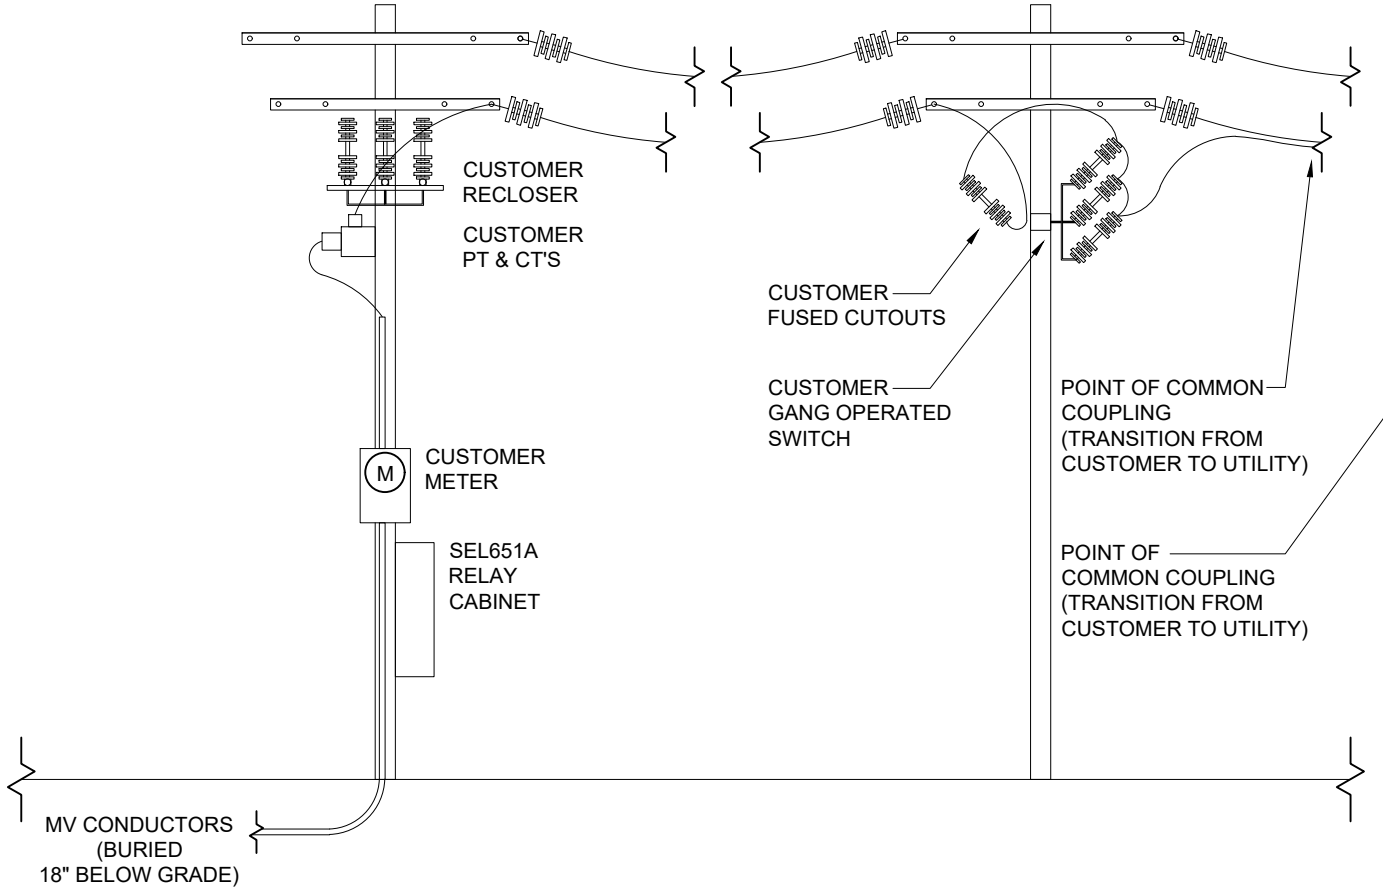 CUSTOMER
RECLOSER
CUSTOMER
PT & CT'S
CUSTOMER
FUSED CUTOUTS
CUSTOMER
GANG OPERATED
SWITCH
POINT OF COMMON
COUPLING
(TRANSITION FROM
CUSTOMER TO UTILITY)
CUSTOMER
METER
M
SEL651A
RELAY
CABINET
POINT OF
COMMON COUPLING
(TRANSITION FROM
CUSTOMER TO UTILITY)
MV CONDUCTORS
(BURIED
18" BELOW GRADE)